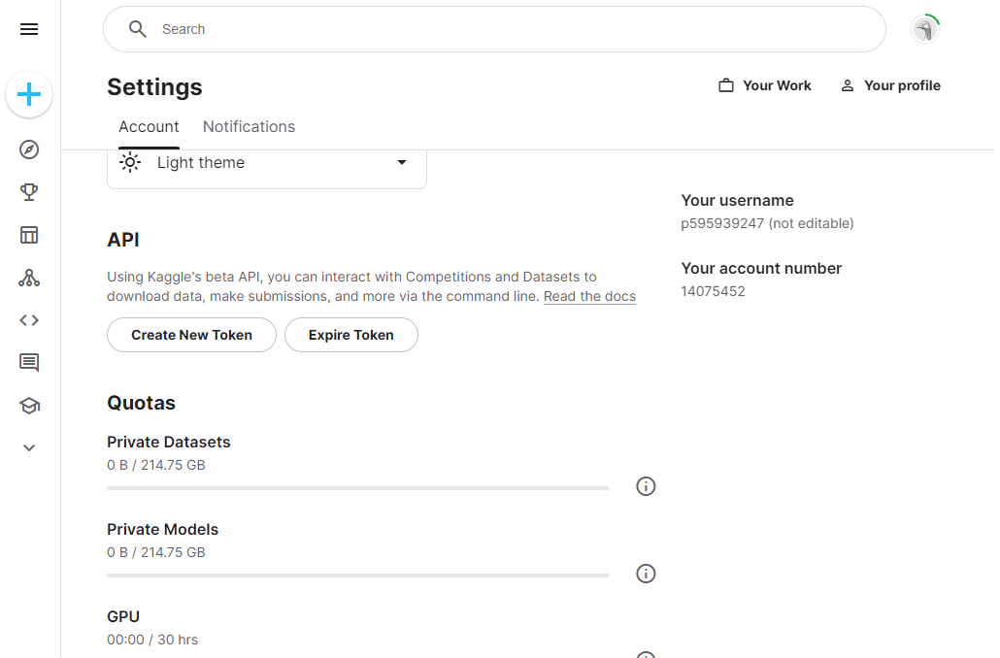 Search
Settings
Your Work
Your profile
Account
Notifications
Light theme
Your username
p595939247 (not editable)
Your account number
14075452
API
Using Kaggle's beta API, you can interact with Competitions and Datasets to
download data, make submissions, and more via the command line. Read the docs
Create New Token
Expire Token
Quotas
Private Datasets
0 B / 214.75 GB
Private Models
0 B / 214.75 GB
GPU
00:00 / 30 hrs